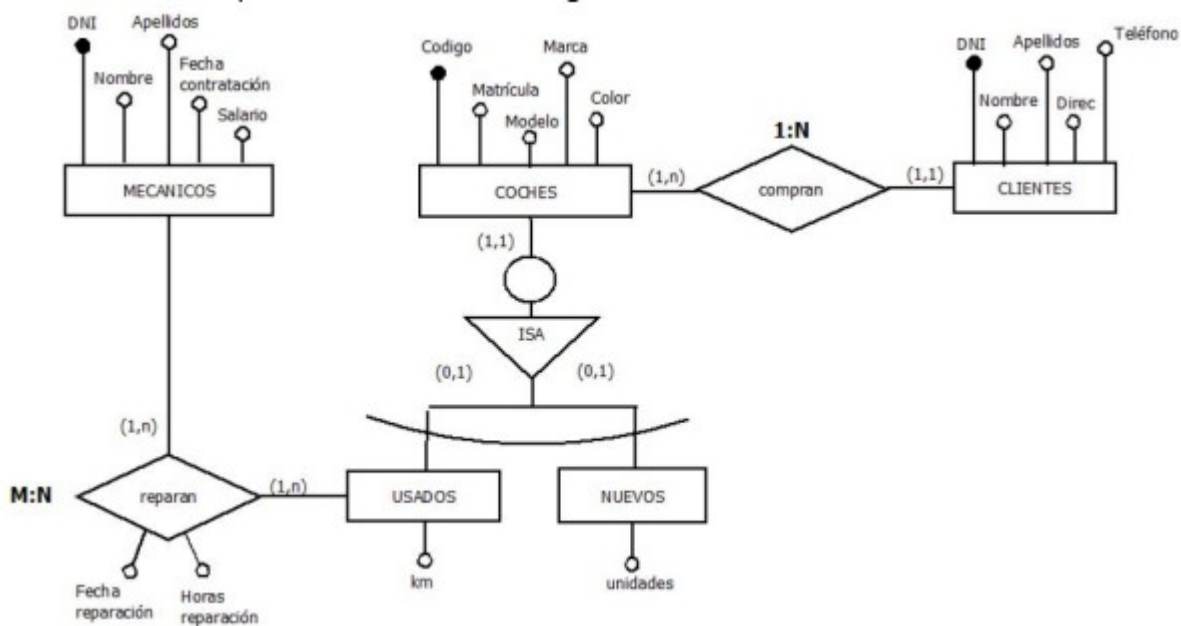 DNI
Apellidos
Nombre
Fecha
contratación
Salario
MECANICOS
Codigo
Marca
Matrícula
Modelo
Color
COCHES
(1,n)
1:N
compran
(1,1)
DNI
Apellidos
Teléfono
Nombre
Direc
CLIENTES
(1,1)
ISA
(0,1)
(0,1)
(1,n)
M:N
reparan
(1,n)
USADOS
NUEVOS
Fecha
reparación
Horas
reparación
km
unidades